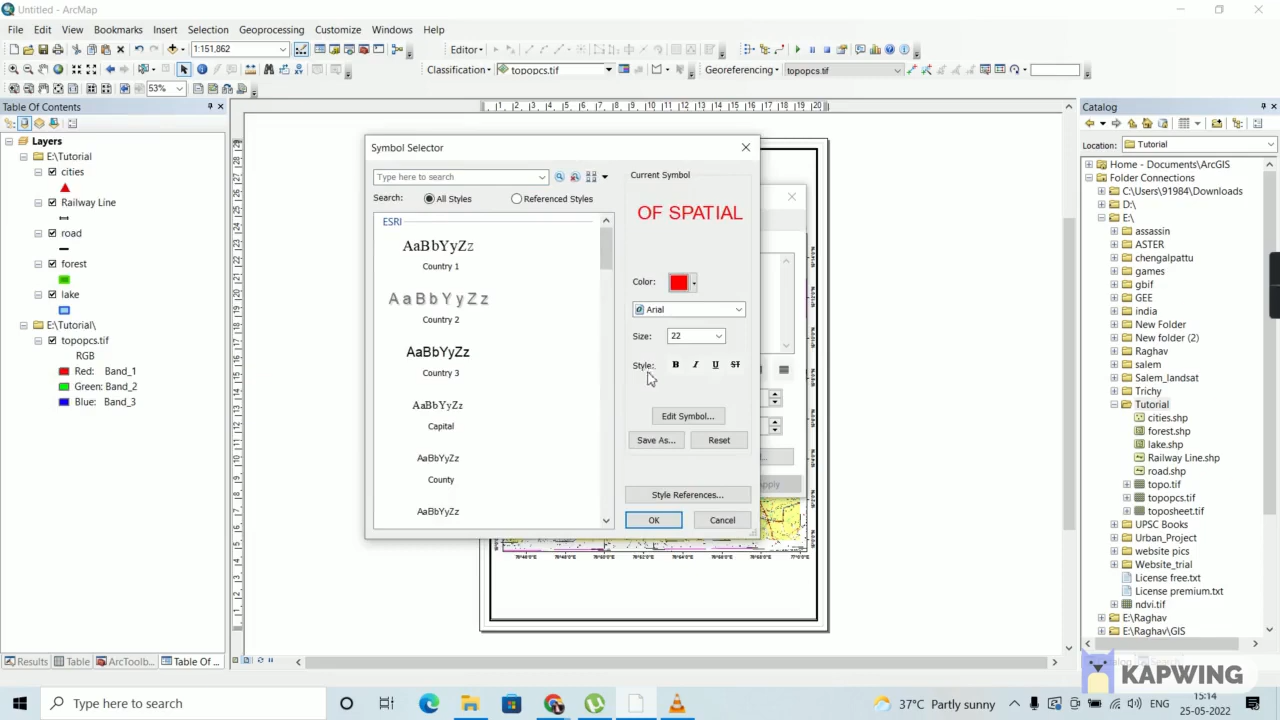 Untitled - ArcMap
File Edit View Bookmarks Insert Selection Geoprocessing Customize Windows Help
1:151,862
Editor
Classification topopcs.tif
Georeferencing topopcs.tif
53%
Table Of Contents
Layers
E:\Tutorial
cities
Railway Line
road
forest
lake
E:\Tutorial\
topopcs.tif
RGB
Red: Band_1
Green: Band_2
Blue: Band_3
Results Table ArcToolb... Table Of ...
Symbol Selector
Type here to search
Search: All Styles Referenced Styles
ESRI
AaBbYyZz
Country 1
AaBbYyZz
Country 2
AaBbYyZz
Country 3
AaBbYyZz
Capital
AaBbYyZz
County
AaBbYyZz
Current Symbol
OF SPATIAL
Color:
Arial
Size: 22
Style: B I U ST
Edit Symbol...
Save As... Reset
Style References...
OK Cancel
Apply
Catalog
Location: Tutorial
Home - Documents\ArcGIS
Folder Connections
C:\Users\91984\Downloads
D:\
E:\
assassin
ASTER
chengalpattu
games
gbif
GEE
india
New Folder
New folder (2)
Raghav
salem
Salem_landsat
Trichy
Tutorial
cities.shp
forest.shp
lake.shp
Railway Line.shp
road.shp
topo.tif
topopcs.tif
toposheet.tif
UPSC Books
Urban_Project
website pics
Website_trial
License free.txt
License premium.txt
ndvi.tif
E:\Raghav
E:\Raghav\GIS
KAPWING
Type here to search
37°C Partly sunny
ENG
15:14
25-05-2022